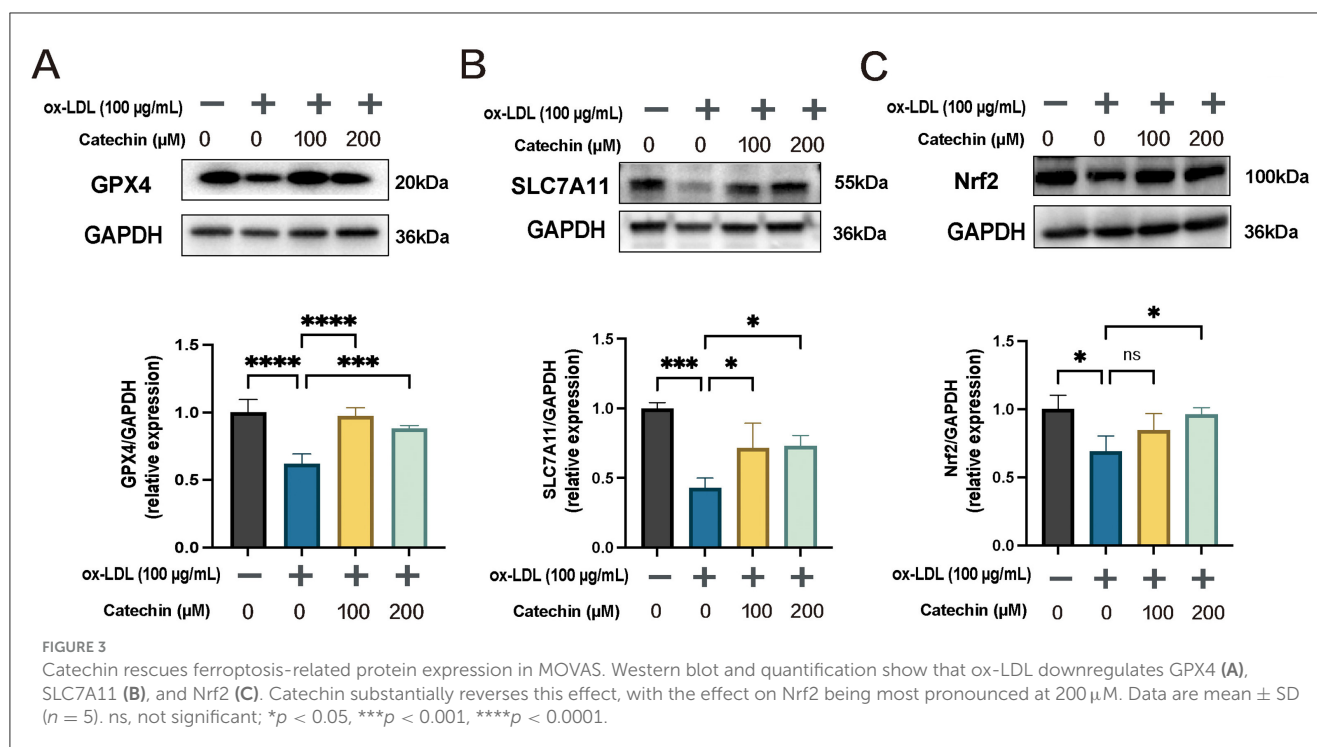 A
ox-LDL (100 µg/mL) — + + +
Catechin (µM) 0 0 100 200
GPX4 20kDa
GAPDH 36kDa
B
ox-LDL (100 µg/mL) — + + +
Catechin (µM) 0 0 100 200
SLC7A11 55kDa
GAPDH 36kDa
C
ox-LDL (100 µg/mL) — + + +
Catechin (µM) 0 0 100 200
Nrf2 100kDa
GAPDH 36kDa
GPX4/GAPDH
(relative expression)
1.5
1.0
0.5
0.0
****
**** ***
ox-LDL (100 µg/mL) — + + +
Catechin (µM) 0 0 100 200
SLC7A11/GAPDH
(relative expression)
1.5
1.0
0.5
0.0
*
*** *
ox-LDL (100 µg/mL) — + + +
Catechin (µM) 0 0 100 200
Nrf2/GAPDH
(relative expression)
1.5
1.0
0.5
0.0
*
* ns
ox-LDL (100 µg/mL) — + + +
Catechin (µM) 0 0 100 200
FIGURE 3
Catechin rescues ferroptosis-related protein expression in MOVAS. Western blot and quantification show that ox-LDL downregulates GPX4 (A),
SLC7A11 (B), and Nrf2 (C). Catechin substantially reverses this effect, with the effect on Nrf2 being most pronounced at 200 µM. Data are mean ± SD
(n = 5). ns, not significant; *p < 0.05, ***p < 0.001, ****p < 0.0001.